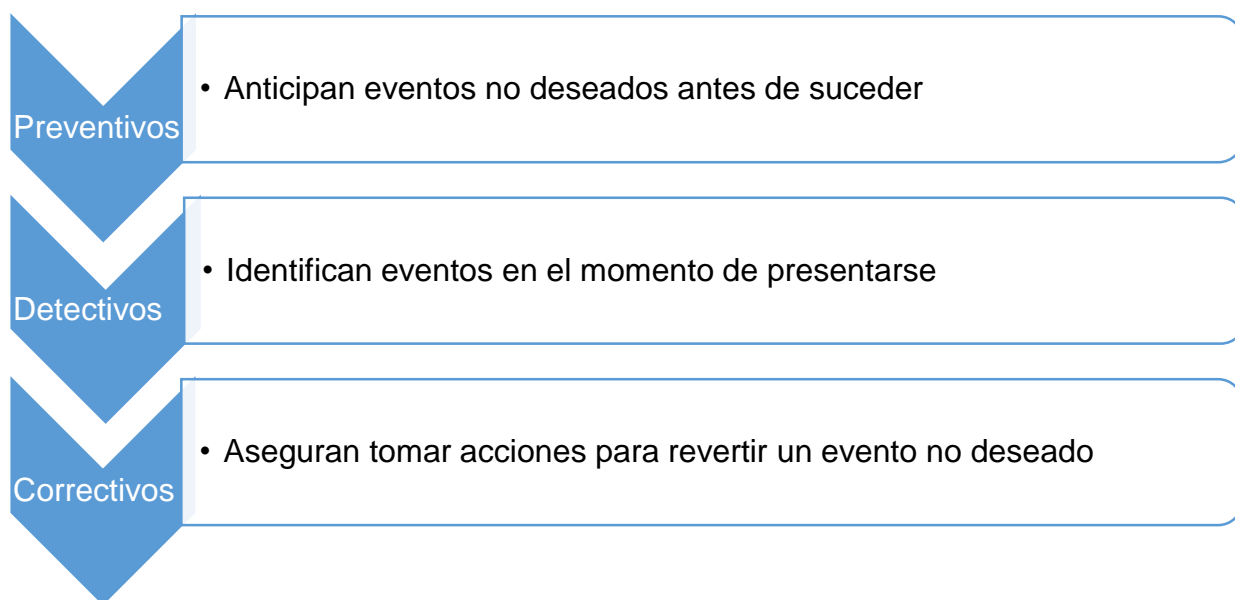 Preventivos
• Anticipan eventos no deseados antes de suceder
Detectivos
• Identifican eventos en el momento de presentarse
Correctivos
• Aseguran tomar acciones para revertir un evento no deseado